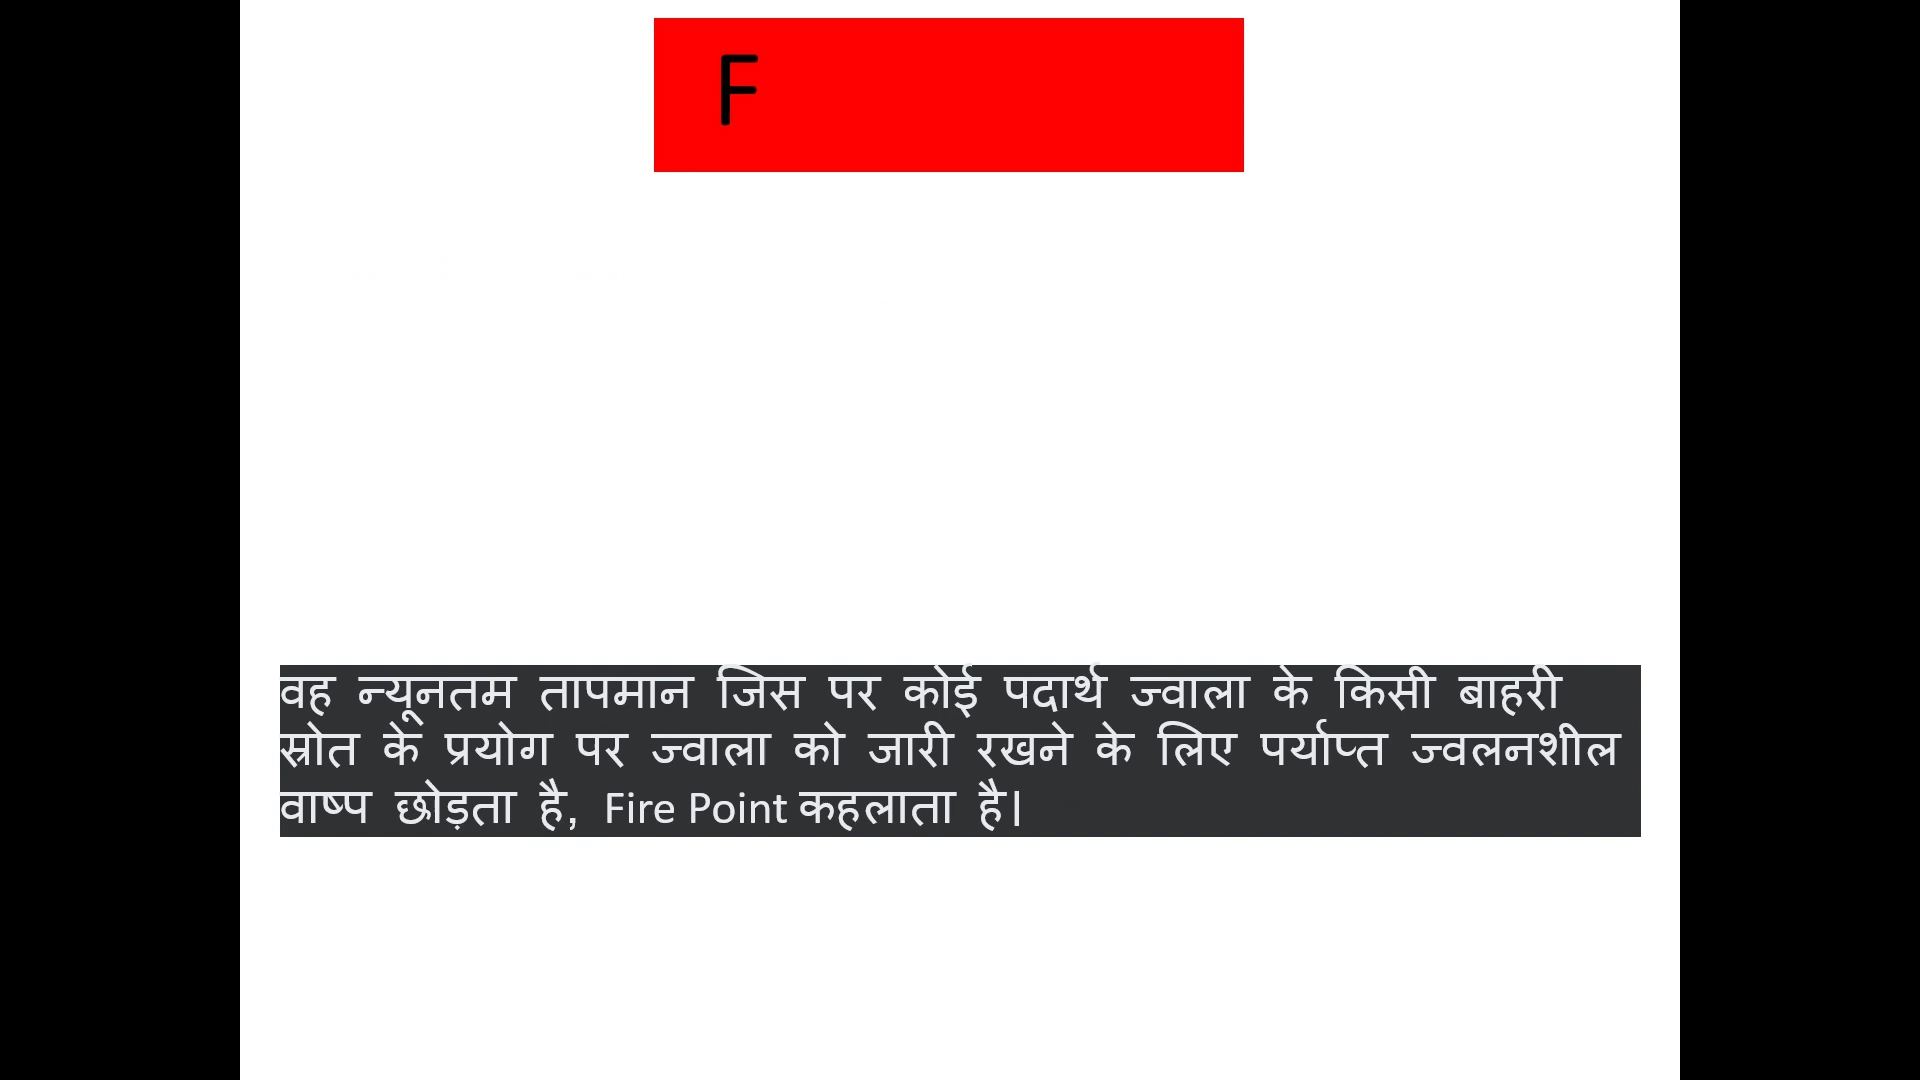 F
वह न्यूनतम तापमान जिस पर कोई पदार्थ ज्वाला के किसी बाहरी
स्रोत के प्रयोग पर ज्वाला को जारी रखने के लिए पर्याप्त ज्वलनशील
वाष्प छोड़ता है, Fire Point कहलाता है।